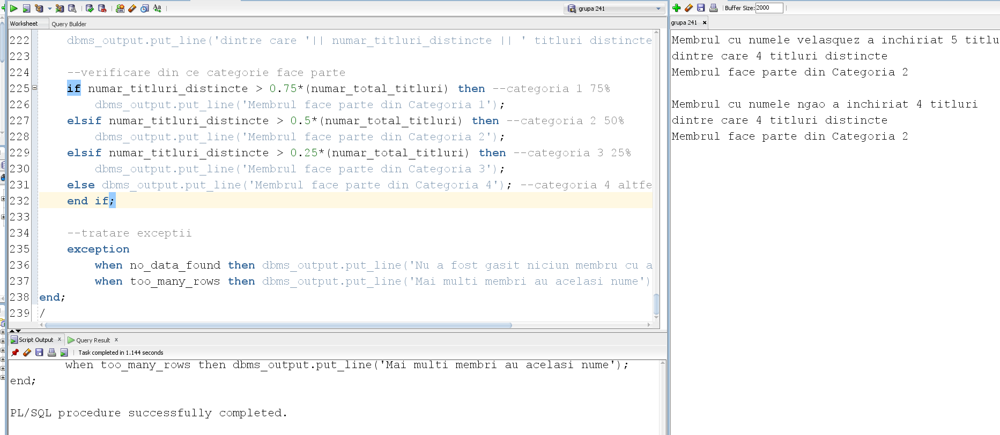 grupa 241
Worksheet Query Builder
222 dbms_output.put_line('dintre care '|| numar_titluri_distincte || ' titluri distincte
223
224 --verificare din ce categorie face parte
225 if numar_titluri_distincte > 0.75*(numar_total_titluri) then --categoria 1 75%
226 dbms_output.put_line('Membrul face parte din Categoria 1');
227 elsif numar_titluri_distincte > 0.5*(numar_total_titluri) then --categoria 2 50%
228 dbms_output.put_line('Membrul face parte din Categoria 2');
229 elsif numar_titluri_distincte > 0.25*(numar_total_titluri) then --categoria 3 25%
230 dbms_output.put_line('Membrul face parte din Categoria 3');
231 else dbms_output.put_line('Membrul face parte din Categoria 4'); --categoria 4 altfe
232 end if;
233
234 --tratare exceptii
235 exception
236 when no_data_found then dbms_output.put_line('Nu a fost gasit niciun membru cu a
237 when too_many_rows then dbms_output.put_line('Mai multi membri au acelasi nume')
238 end;
239 /
Script Output x Query Result x
Task completed in 1.144 seconds
when too_many_rows then dbms_output.put_line('Mai multi membri au acelasi nume');
end;
PL/SQL procedure successfully completed.
Buffer Size: 2000
grupa 241 x
Membrul cu numele velasquez a inchiriat 5 titlu
dintre care 4 titluri distincte
Membrul face parte din Categoria 2
Membrul cu numele ngao a inchiriat 4 titluri
dintre care 4 titluri distincte
Membrul face parte din Categoria 2